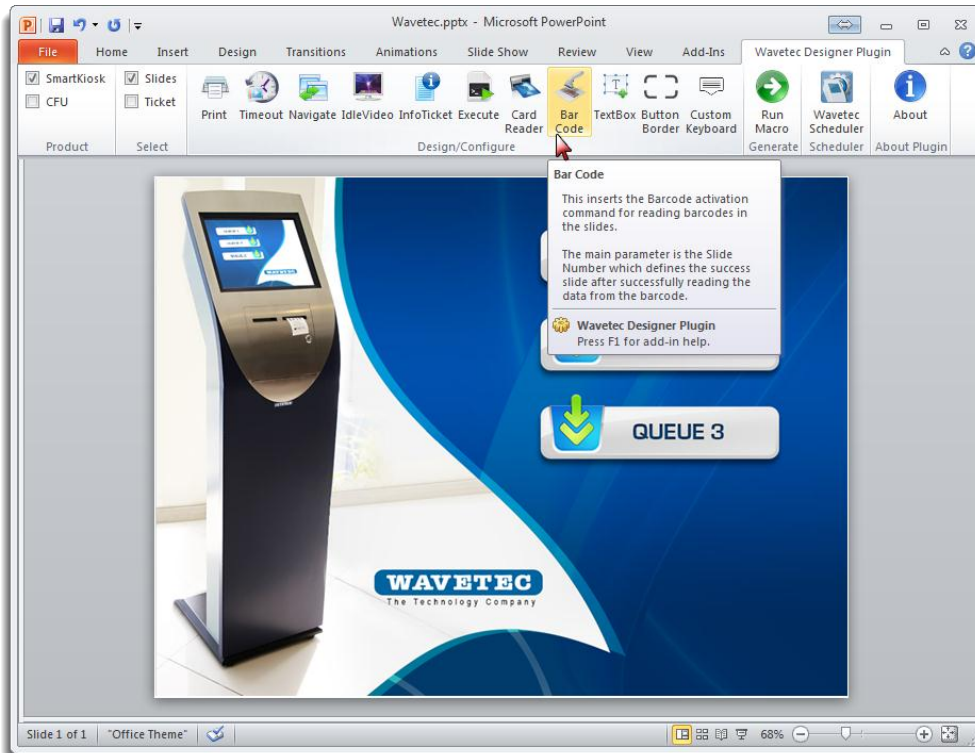 Wavetec.pptx - Microsoft PowerPoint
File Home Insert Design Transitions Animations Slide Show Review View Add-Ins Wavetec Designer Plugin
SmartKiosk
CFU
Product
Slides
Ticket
Select
Print Timeout Navigate IdleVideo InfoTicket Execute Card Reader Bar Code TextBox Button Border Custom Keyboard
Design/Configure
Run Macro
Generate
Wavetec Scheduler
Scheduler
About
About Plugin
Bar Code
This inserts the Barcode activation
command for reading barcodes in
the slides.
The main parameter is the Slide
Number which defines the success
slide after successfully reading the
data from the barcode.
Wavetec Designer Plugin
Press F1 for add-in help.
WAVETEC
QUEUE 3
WAVETEC
The Technology Company
Slide 1 of 1 "Office Theme" 68%